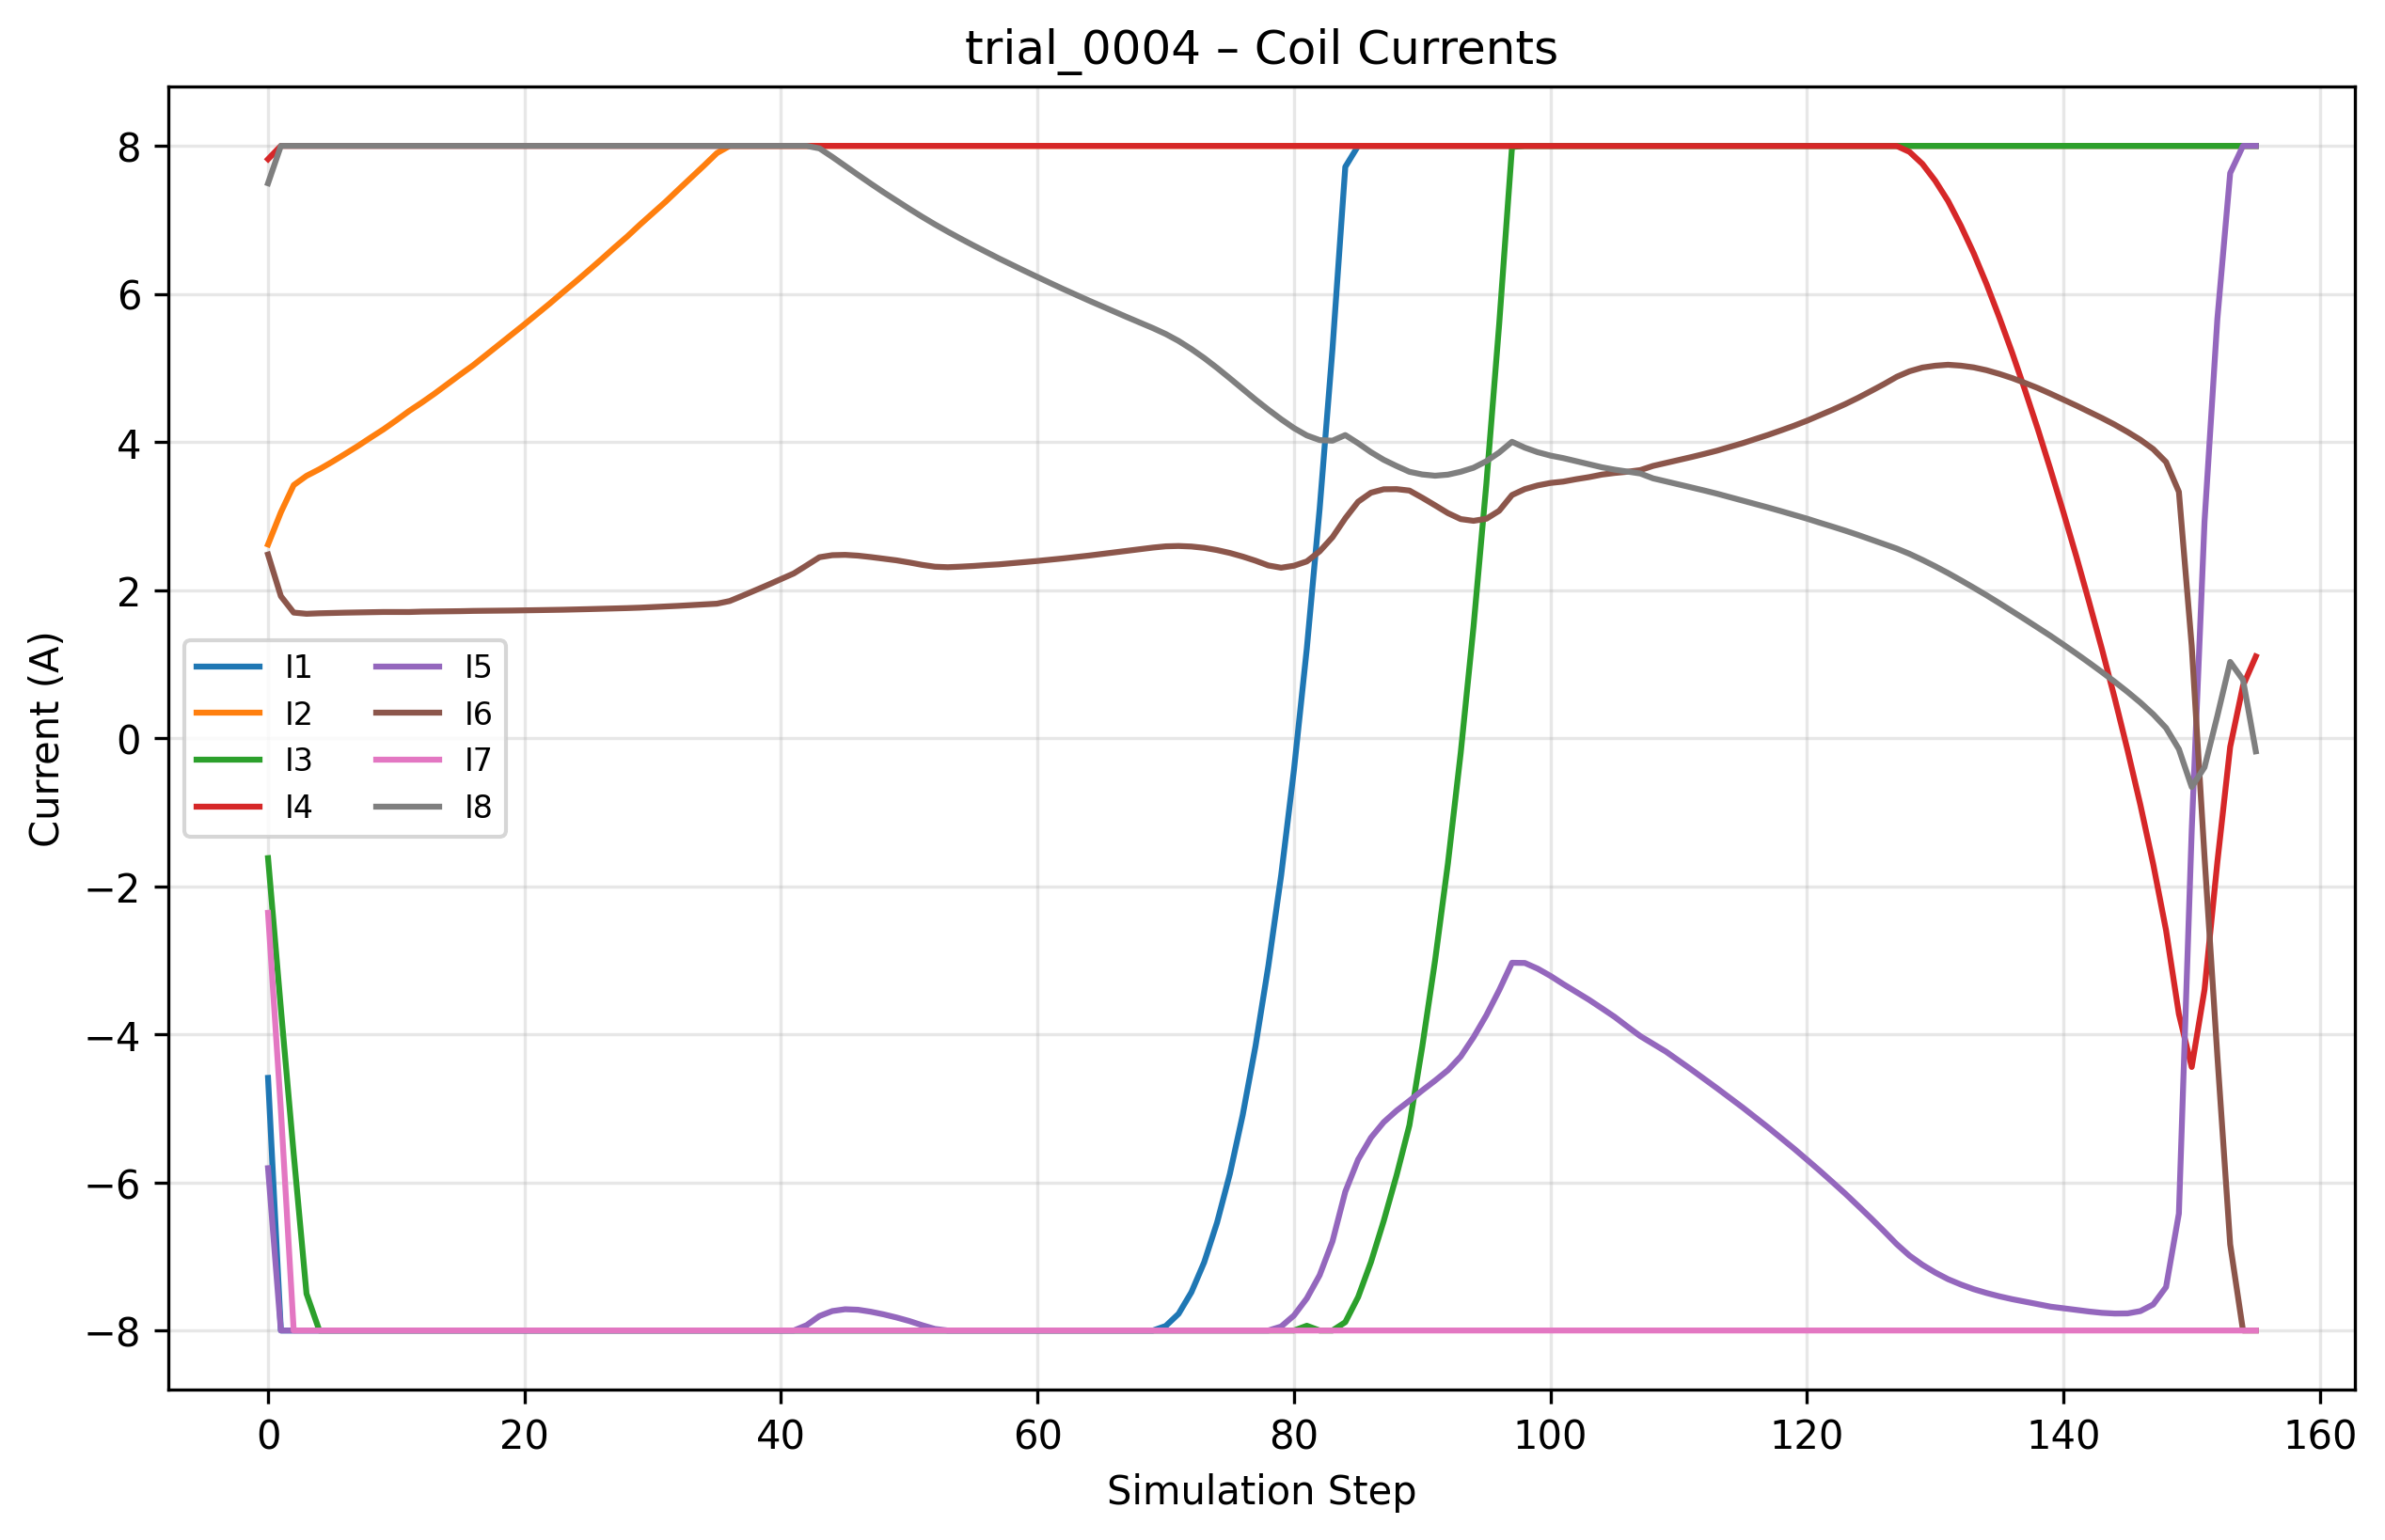 trial_0004 – Coil Currents
Current (A)
8
6
4
2
0
−2
−4
−6
−8
I1
I2
I3
I4
I5
I6
I7
I8
0 20 40 60 80 100 120 140 160
Simulation Step